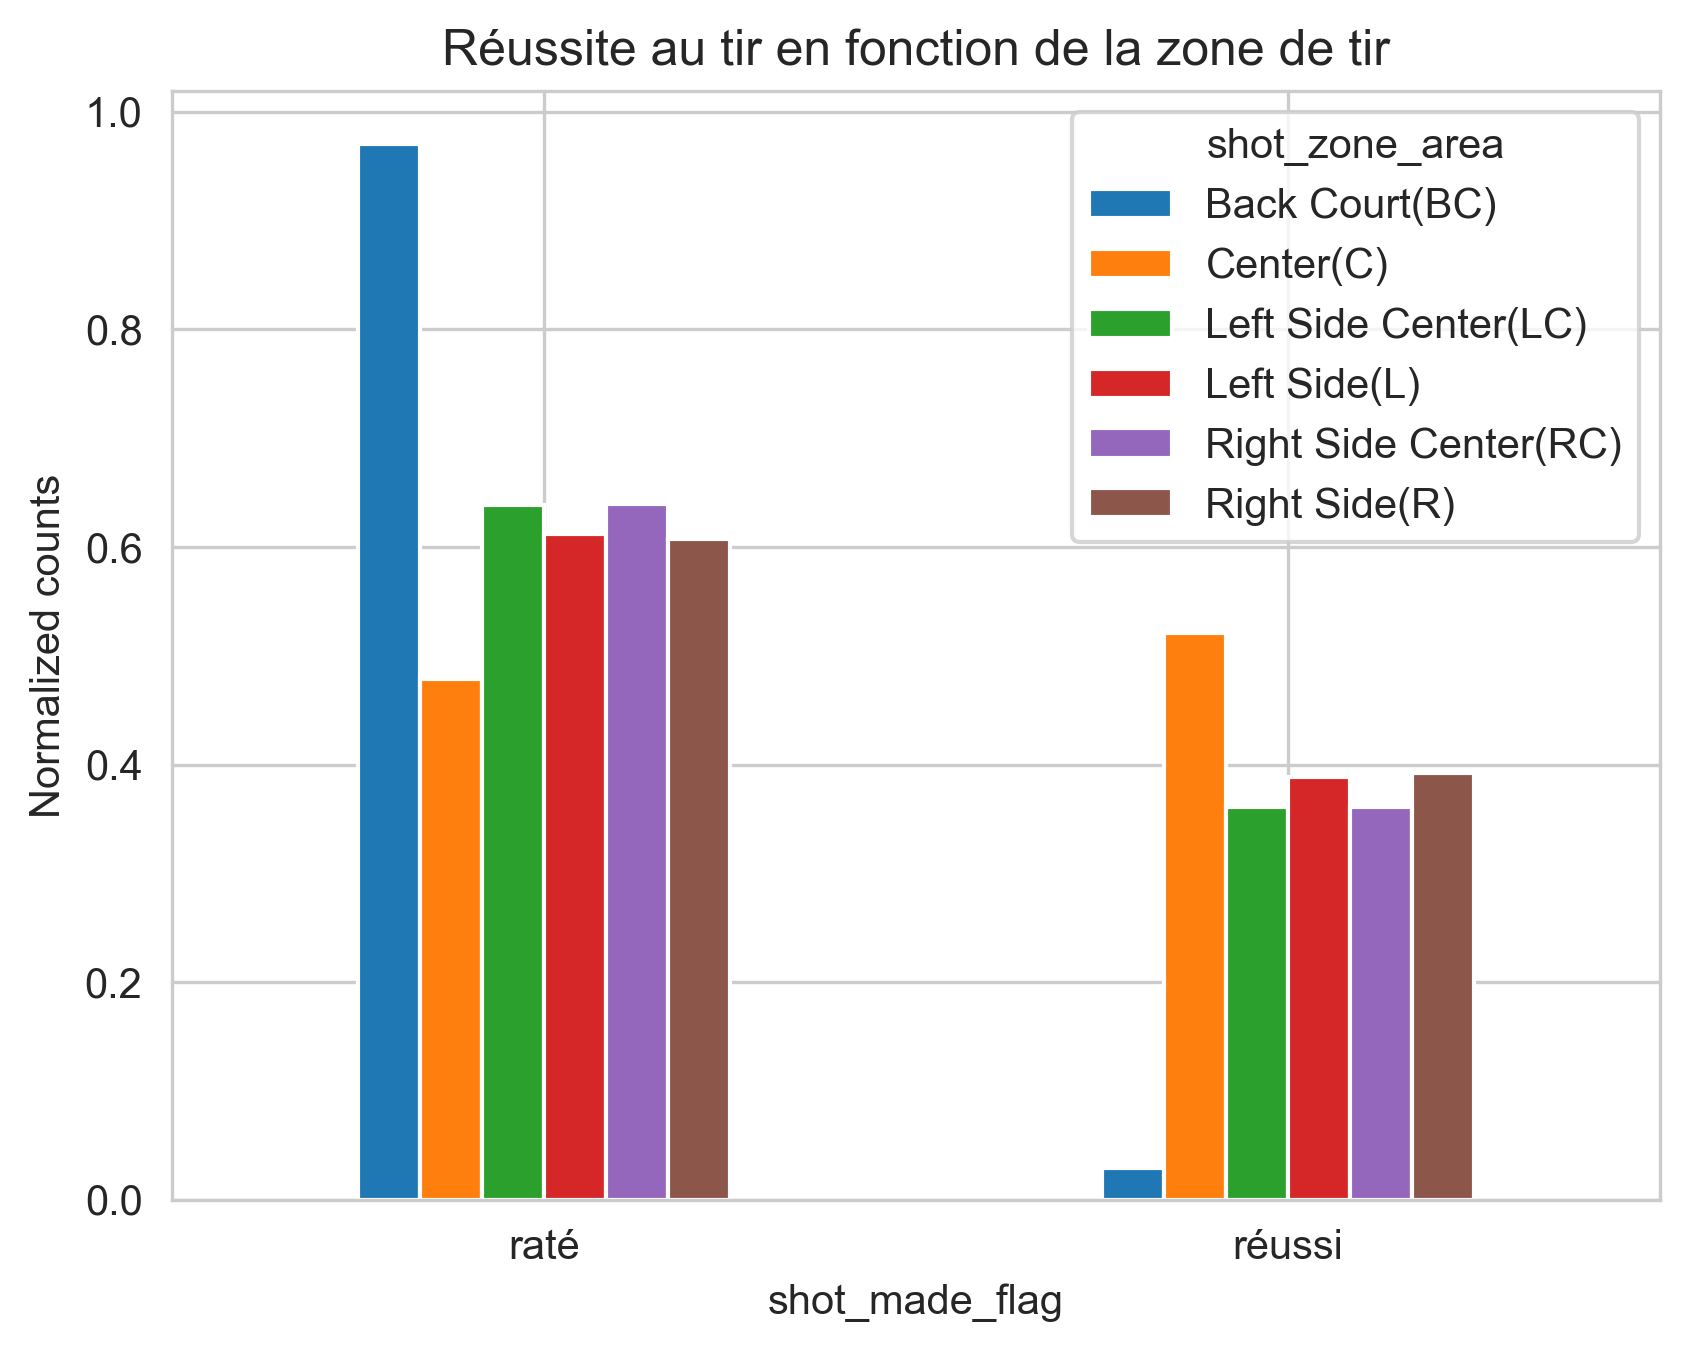 Réussite au tir en fonction de la zone de tir
Normalized counts
1.0
0.8
0.6
0.4
0.2
0.0
shot_zone_area
Back Court(BC)
Center(C)
Left Side Center(LC)
Left Side(L)
Right Side Center(RC)
Right Side(R)
raté
réussi
shot_made_flag